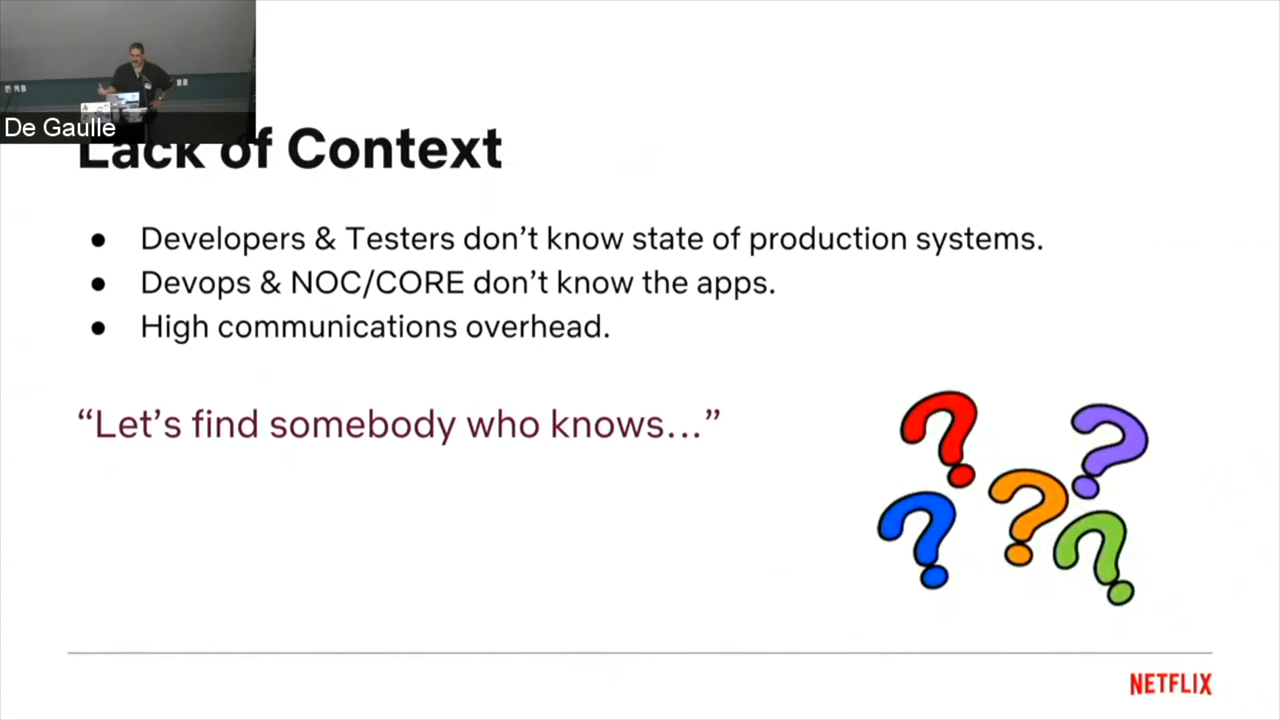 De Gaulle
Lack of Context
● Developers & Testers don’t know state of production systems.
● Devops & NOC/CORE don’t know the apps.
● High communications overhead.
“Let’s find somebody who knows...”
NETFLIX